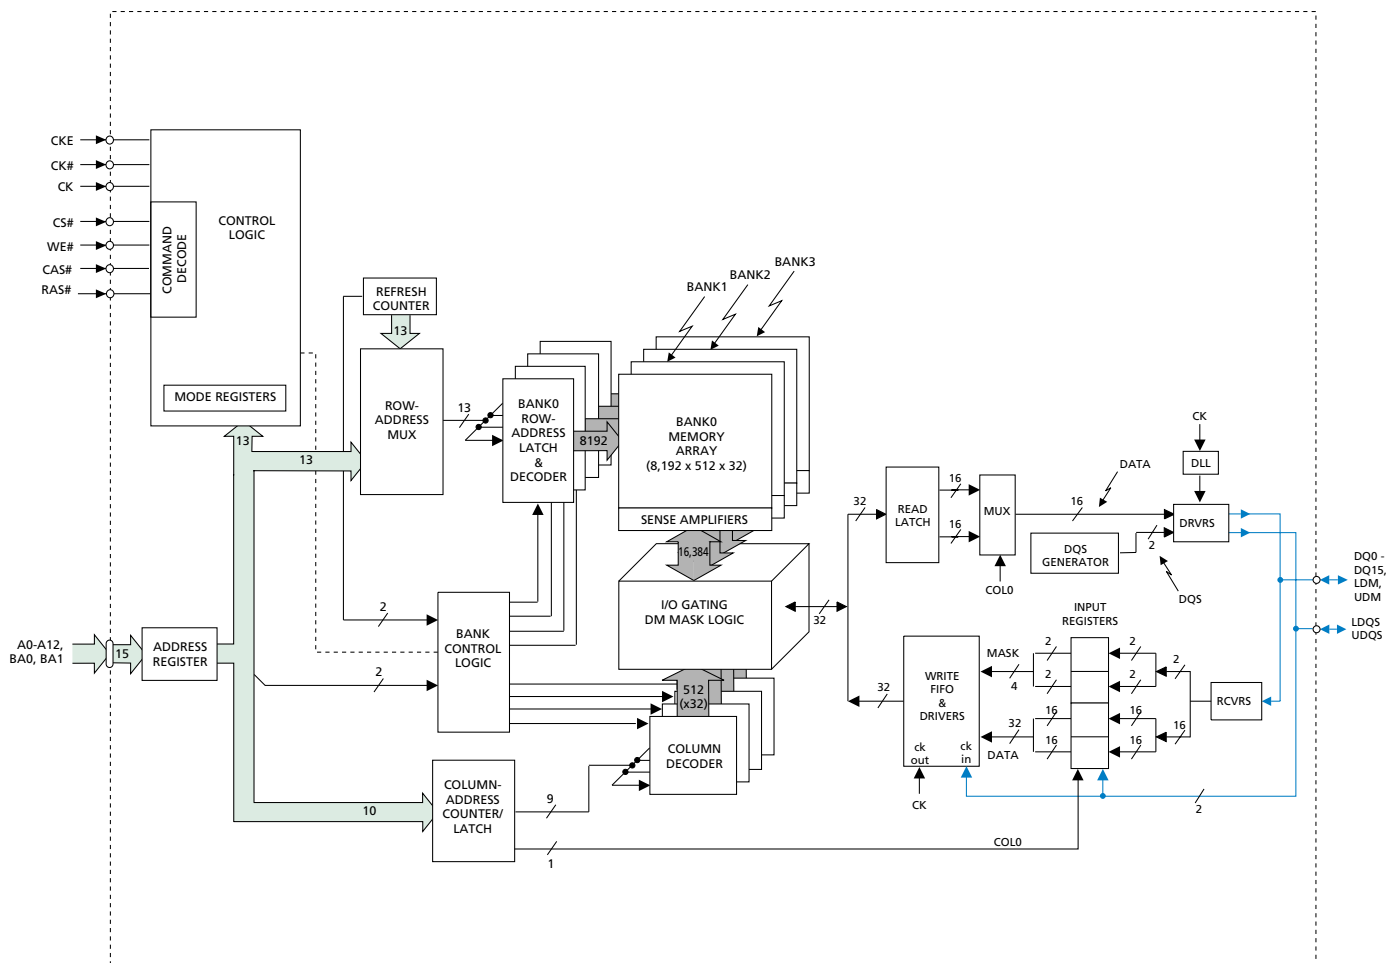 CKE
CK#
CK
CS#
WE#
CAS#
RAS#
COMMAND
DECODE
CONTROL
LOGIC
MODE REGISTERS
REFRESH
COUNTER
13
ROW-
ADDRESS
MUX
13
13
13
BANK0
ROW-
ADDRESS
LATCH
&
DECODER
8192
BANK1
BANK2
BANK3
BANK0
MEMORY
ARRAY
(8,192 x 512 x 32)
SENSE AMPLIFIERS
16,384
I/O GATING
DM MASK LOGIC
32
512
(x32)
COLUMN
DECODER
2
2
BANK
CONTROL
LOGIC
A0-A12,
BA0, BA1
15
ADDRESS
REGISTER
10
COLUMN-
ADDRESS
COUNTER/
LATCH
9
1
COL0
32
READ
LATCH
16
16
MUX
COL0
16
DATA
CK
DLL
DRVRS
DQS
GENERATOR
2
DQS
DQ0 -
DQ15,
LDM,
UDM
LDQS
UDQS
INPUT
REGISTERS
32
WRITE
FIFO
&
DRIVERS
ck
out
ck
in
CK
MASK
4
32
DATA
2
2
16
16
2
2
16
16
2
16
RCVRS
2